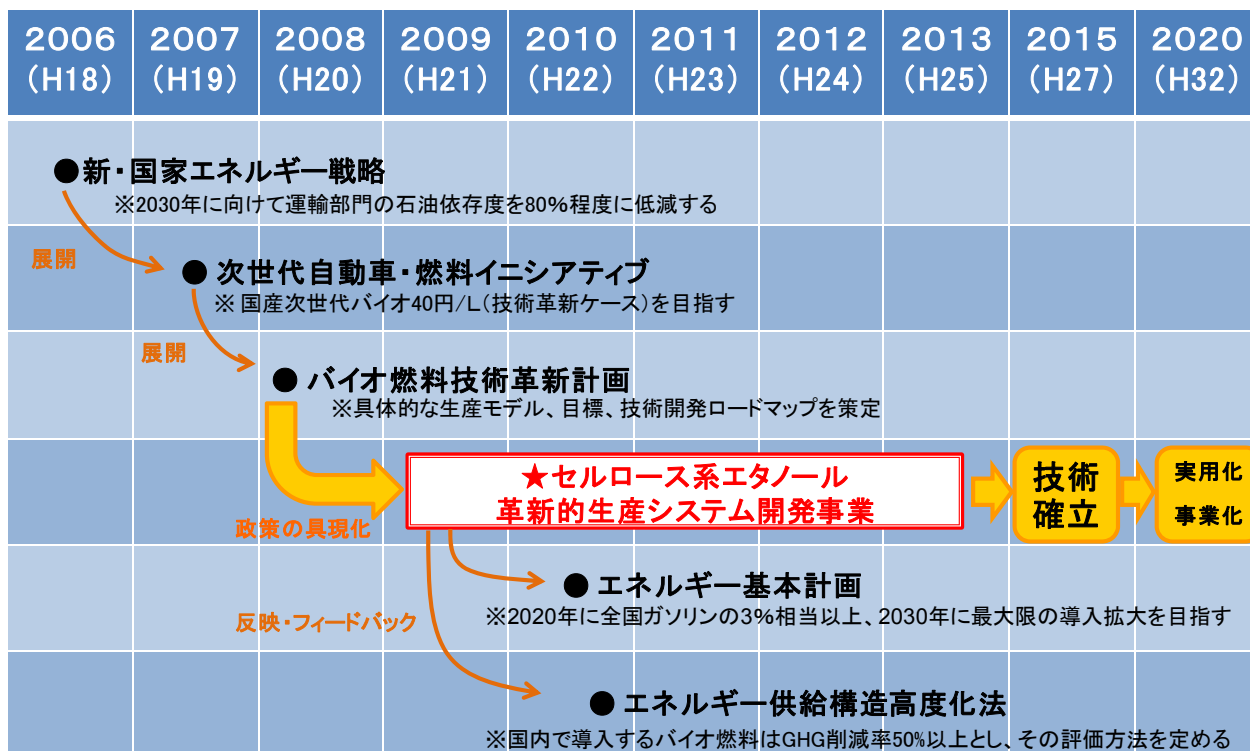 2006 2007 2008 2009 2010 2011 2012 2013 2015 2020
(H18) (H19) (H20) (H21) (H22) (H23) (H24) (H25) (H27) (H32)
●新・国家エネルギー戦略
※2030年に向けて運輸部門の石油依存度を80%程度に低減する
展開
● 次世代自動車・燃料イニシアティブ
※ 国産次世代バイオ40円/L(技術革新ケース)を目指す
展開
● バイオ燃料技術革新計画
※具体的な生産モデル、目標、技術開発ロードマップを策定
政策の具現化
★セルロース系エタノール
革新的生産システム開発事業
技術
確立
実用化
事業化
● エネルギー基本計画
※2020年に全国ガソリンの3%相当以上、2030年に最大限の導入拡大を目指す
反映・フィードバック
● エネルギー供給構造高度化法
※国内で導入するバイオ燃料はGHG削減率50%以上とし、その評価方法を定める